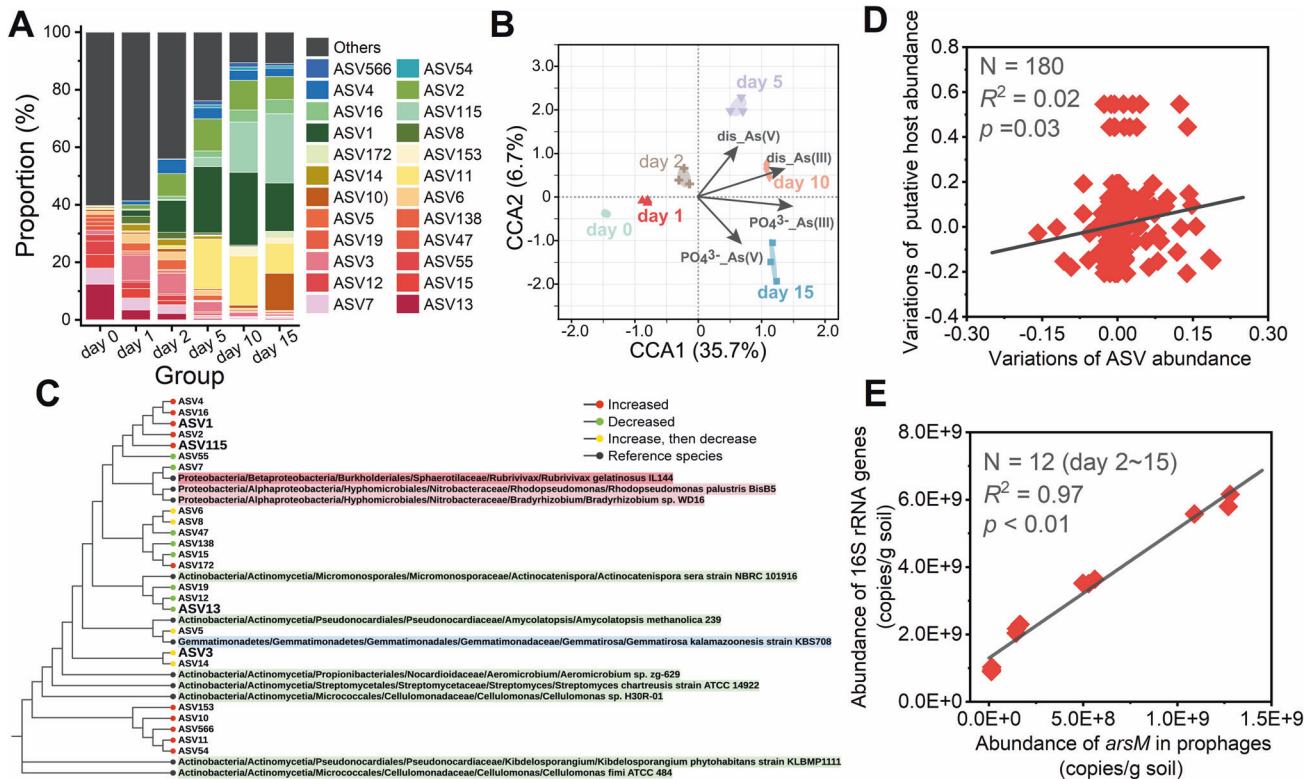 A
Proportion (%)
100
80
60
40
20
0
day 0
day 1
day 2
day 5
day 10
day 15
Group
Others
ASV566
ASV54
ASV4
ASV2
ASV16
ASV115
ASV1
ASV8
ASV172
ASV153
ASV14
ASV11
ASV10)
ASV6
ASV5
ASV138
ASV19
ASV47
ASV3
ASV55
ASV12
ASV15
ASV7
ASV13
B
CCA2 (6.7%)
3.0
2.0
1.0
0.0
-1.0
-2.0
day 5
dis_As(V)
day 2
dis_As(III)
day 10
day 1
day 0
PO4³⁻_As(III)
PO4³⁻_As(V)
day 15
-2.0
-1.0
0
1.0
2.0
CCA1 (35.7%)
C
ASV4
ASV16
ASV1
ASV2
ASV115
ASV55
ASV7
Proteobacteria/Betaproteobacteria/Burkholderiales/Sphaerotilaceae/Rubrivivax/Rubrivivax gelatinosus IL144
Proteobacteria/Alphaproteobacteria/Hyphomicrobiales/Nitrobacteraceae/Rhodopseudomonas/Rhodopseudomonas palustris BisB5
Proteobacteria/Alphaproteobacteria/Hyphomicrobiales/Nitrobacteraceae/Bradyrhizobium/Bradyrhizobium sp. WD16
ASV6
ASV8
ASV47
ASV138
ASV15
ASV172
Actinobacteria/Actinomycetia/Micromonosporales/Micromonosporaceae/Actinocatenispora/Actinocatenispora sera strain NBRC 101916
ASV19
ASV12
ASV13
Actinobacteria/Actinomycetia/Pseudonocardiales/Pseudonocardiaceae/Amycolatopsis/Amycolatopsis methanolica 239
ASV5
Gemmatimonadetes/Gemmatimonadetes/Gemmatimonadales/Gemmatimonadaceae/Gemmatirosa/Gemmatirosa kalamazoonesis strain KBS708
ASV3
ASV14
Actinobacteria/Actinomycetia/Propionibacteriales/Nocardioidaceae/Aeromicrobium/Aeromicrobium sp. zg-629
Actinobacteria/Actinomycetia/Streptomycetales/Streptomycetaceae/Streptomyces/Streptomyces chartreusis strain ATCC 14922
Actinobacteria/Actinomycetia/Micrococcales/Cellulomonadaceae/Cellulomonas/Cellulomonas sp. H30R-01
ASV153
ASV10
ASV566
ASV11
ASV54
Actinobacteria/Actinomycetia/Pseudonocardiales/Pseudonocardiaceae/Kibdelosporangium/Kibdelosporangium phytohabitans strain KLBMP1111
Actinobacteria/Actinomycetia/Micrococcales/Cellulomonadaceae/Cellulomonas/Cellulomonas fimi ATCC 484
Increased
Decreased
Increase, then decrease
Reference species
D
Variations of putative host abundance
0.8
0.6
0.4
0.2
0.0
-0.2
-0.4
N = 180
R² = 0.02
p =0.03
-0.30
-0.15
0.00
0.15
0.30
Variations of ASV abundance
E
Abundance of 16S rRNA genes
(copies/g soil)
8.0E+9
6.0E+9
4.0E+9
2.0E+9
0.0E+0
N = 12 (day 2~15)
R² = 0.97
p < 0.01
0.0E+0
5.0E+8
1.0E+9
1.5E+9
Abundance of arsM in prophages
(copies/g soil)